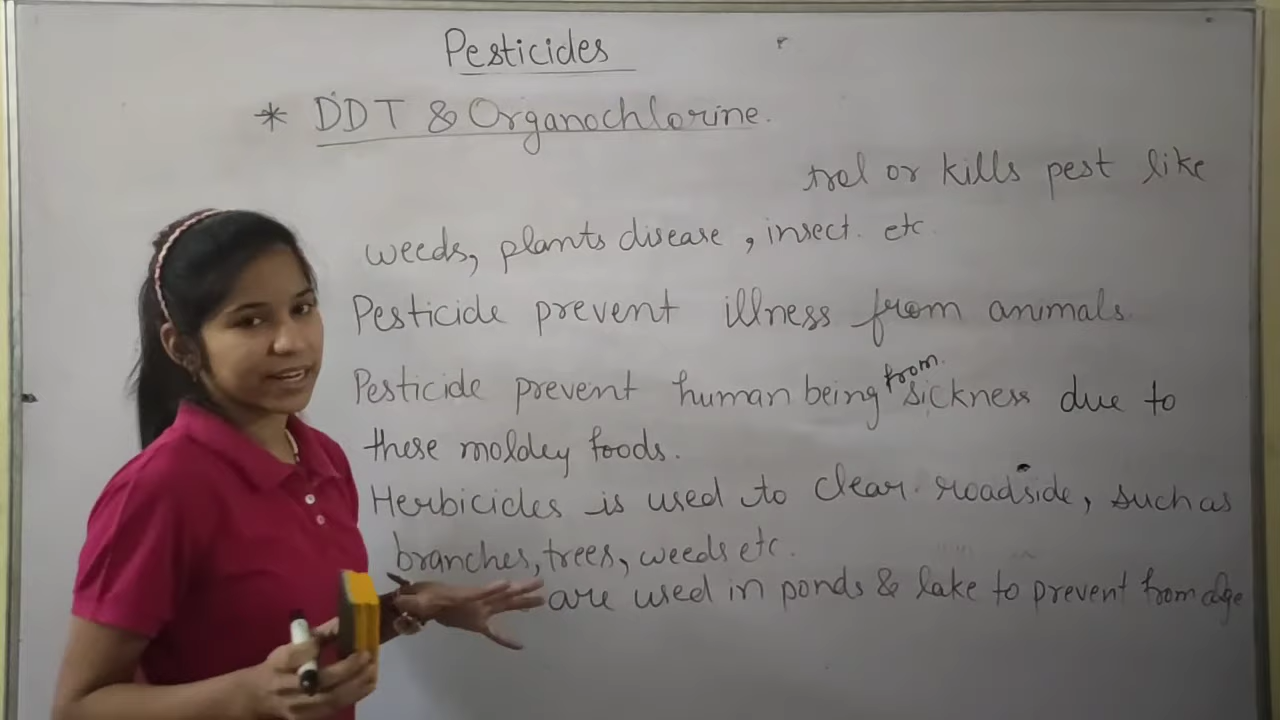 Pesticides
* DDT & Organochlorine.
trol or kills pest like
weeds, plants disease, insect. etc
Pesticide prevent illness from animals.
Pesticide prevent human being from sickness due to
these moldey foods.
Herbicides is used to clear roadside, such as
branches, trees, weeds etc.
are used in ponds & lake to prevent from